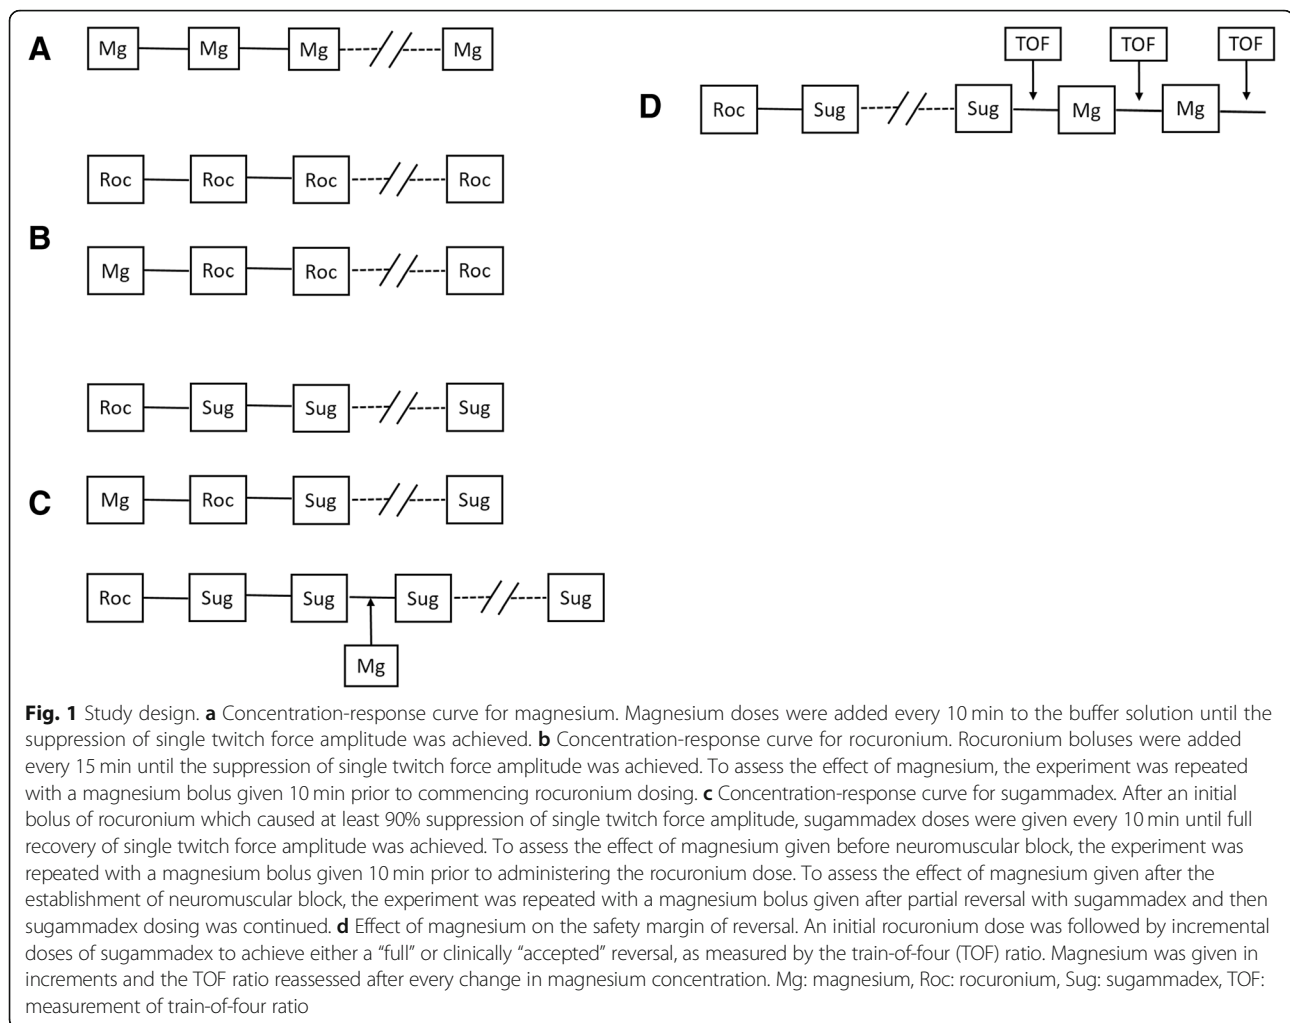 A
Mg Mg Mg Mg
TOF TOF TOF
D
Roc Sug Sug Mg Mg
Roc Roc Roc Roc
B
Mg Roc Roc Roc
Roc Sug Sug Sug
C
Mg Roc Sug Sug
Roc Sug Sug Sug Sug
Mg
Fig. 1 Study design. a Concentration-response curve for magnesium. Magnesium doses were added every 10 min to the buffer solution until the
suppression of single twitch force amplitude was achieved. b Concentration-response curve for rocuronium. Rocuronium boluses were added
every 15 min until the suppression of single twitch force amplitude was achieved. To assess the effect of magnesium, the experiment was repeated
with a magnesium bolus given 10 min prior to commencing rocuronium dosing. c Concentration-response curve for sugammadex. After an initial
bolus of rocuronium which caused at least 90% suppression of single twitch force amplitude, sugammadex doses were given every 10 min until full
recovery of single twitch force amplitude was achieved. To assess the effect of magnesium given before neuromuscular block, the experiment was
repeated with a magnesium bolus given 10 min prior to administering the rocuronium dose. To assess the effect of magnesium given after the
establishment of neuromuscular block, the experiment was repeated with a magnesium bolus given after partial reversal with sugammadex and then
sugammadex dosing was continued. d Effect of magnesium on the safety margin of reversal. An initial rocuronium dose was followed by incremental
doses of sugammadex to achieve either a “full” or clinically “accepted” reversal, as measured by the train-of-four (TOF) ratio. Magnesium was given in
increments and the TOF ratio reassessed after every change in magnesium concentration. Mg: magnesium, Roc: rocuronium, Sug: sugammadex, TOF:
measurement of train-of-four ratio